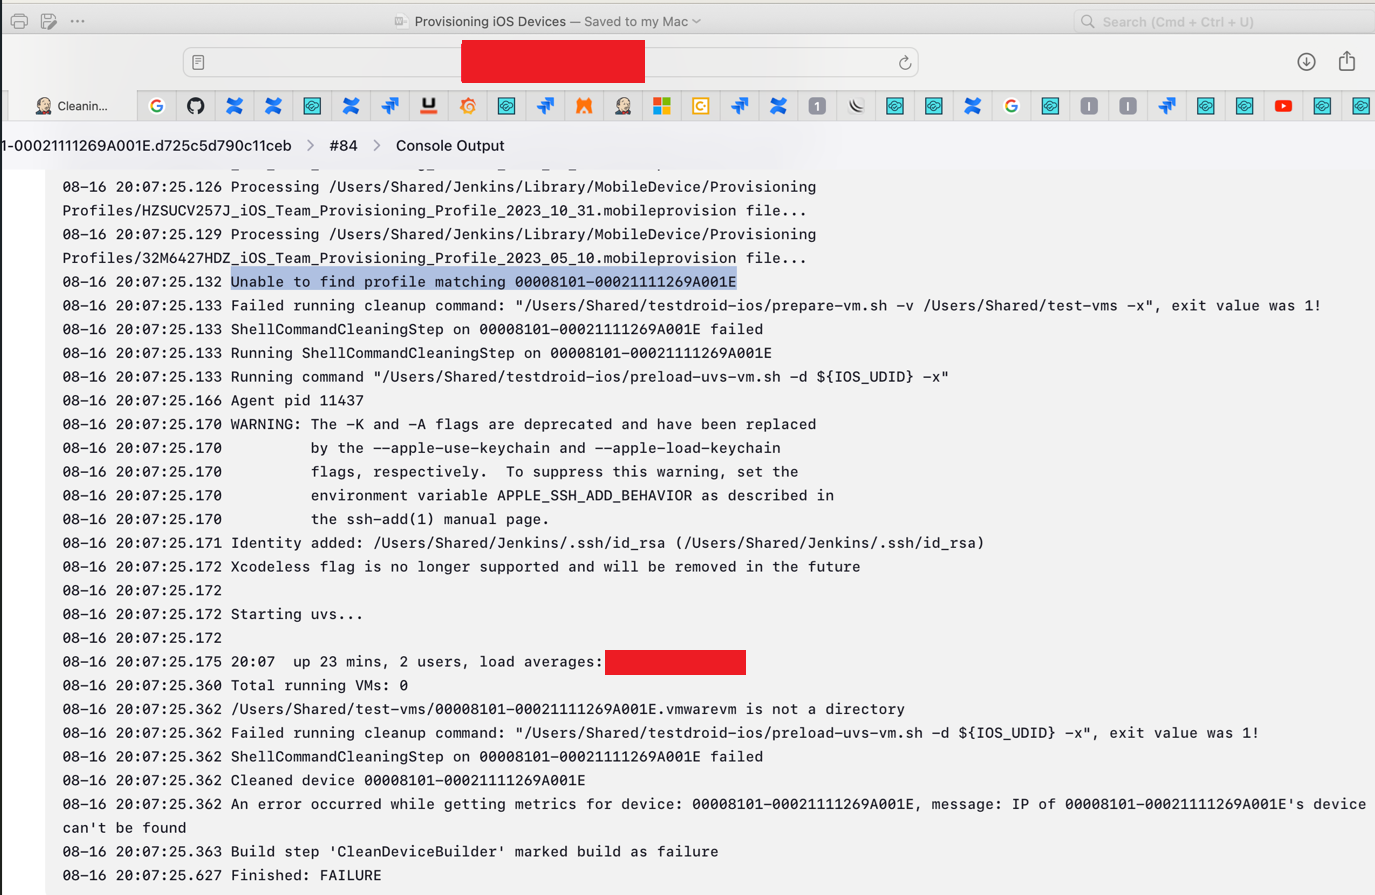 Provisioning iOS Devices — Saved to my Mac
Search (Cmd + Ctrl + U)
Cleanin...
1-00021111269A001E.d725c5d790c11ceb > #84 > Console Output
08-16 20:07:25.126 Processing /Users/Shared/Jenkins/Library/MobileDevice/Provisioning
Profiles/HZSUCV257J_iOS_Team_Provisioning_Profile_2023_10_31.mobileprovision file...
08-16 20:07:25.129 Processing /Users/Shared/Jenkins/Library/MobileDevice/Provisioning
Profiles/32M6427HDZ_iOS_Team_Provisioning_Profile_2023_05_10.mobileprovision file...
08-16 20:07:25.132 Unable to find profile matching 00008101-00021111269A001E
08-16 20:07:25.133 Failed running cleanup command: "/Users/Shared/testdroid-ios/prepare-vm.sh -v /Users/Shared/test-vms -x", exit value was 1!
08-16 20:07:25.133 ShellCommandCleaningStep on 00008101-00021111269A001E failed
08-16 20:07:25.133 Running ShellCommandCleaningStep on 00008101-00021111269A001E
08-16 20:07:25.133 Running command "/Users/Shared/testdroid-ios/preload-uvs-vm.sh -d ${IOS_UDID} -x"
08-16 20:07:25.166 Agent pid 11437
08-16 20:07:25.170 WARNING: The -K and -A flags are deprecated and have been replaced
08-16 20:07:25.170 by the --apple-use-keychain and --apple-load-keychain
08-16 20:07:25.170 flags, respectively. To suppress this warning, set the
08-16 20:07:25.170 environment variable APPLE_SSH_ADD_BEHAVIOR as described in
08-16 20:07:25.170 the ssh-add(1) manual page.
08-16 20:07:25.171 Identity added: /Users/Shared/Jenkins/.ssh/id_rsa (/Users/Shared/Jenkins/.ssh/id_rsa)
08-16 20:07:25.172 Xcodeless flag is no longer supported and will be removed in the future
08-16 20:07:25.172
08-16 20:07:25.172 Starting uvs...
08-16 20:07:25.172
08-16 20:07:25.175 20:07 up 23 mins, 2 users, load averages:
08-16 20:07:25.360 Total running VMs: 0
08-16 20:07:25.362 /Users/Shared/test-vms/00008101-00021111269A001E.vmwarevm is not a directory
08-16 20:07:25.362 Failed running cleanup command: "/Users/Shared/testdroid-ios/preload-uvs-vm.sh -d ${IOS_UDID} -x", exit value was 1!
08-16 20:07:25.362 ShellCommandCleaningStep on 00008101-00021111269A001E failed
08-16 20:07:25.362 Cleaned device 00008101-00021111269A001E
08-16 20:07:25.362 An error occurred while getting metrics for device: 00008101-00021111269A001E, message: IP of 00008101-00021111269A001E's device
can't be found
08-16 20:07:25.363 Build step 'CleanDeviceBuilder' marked build as failure
08-16 20:07:25.627 Finished: FAILURE